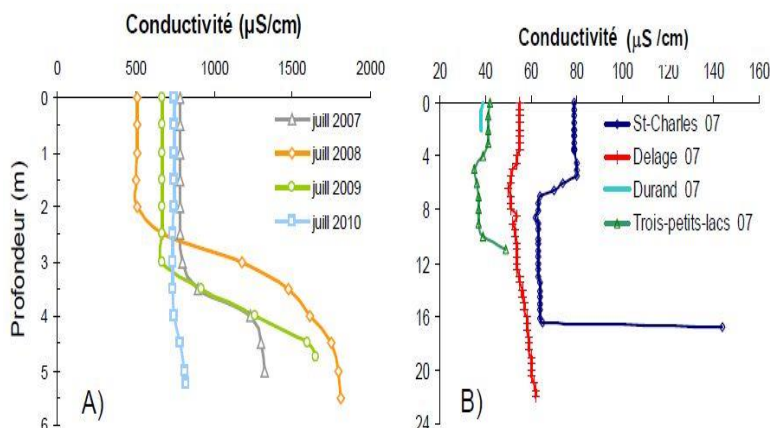 Conductivité (µS/cm)
0 500 1000 1500 2000
0
1
2
3
4
5
6
Profondeur (m)
juill 2007
juill 2008
juill 2009
juill 2010
A)
Conductivité (µS /cm)
20 40 60 80 100 120 140 160
0
4
8
12
16
20
24
St-Charles 07
Delage 07
Durand 07
Trois-petits-lacs 07
B)